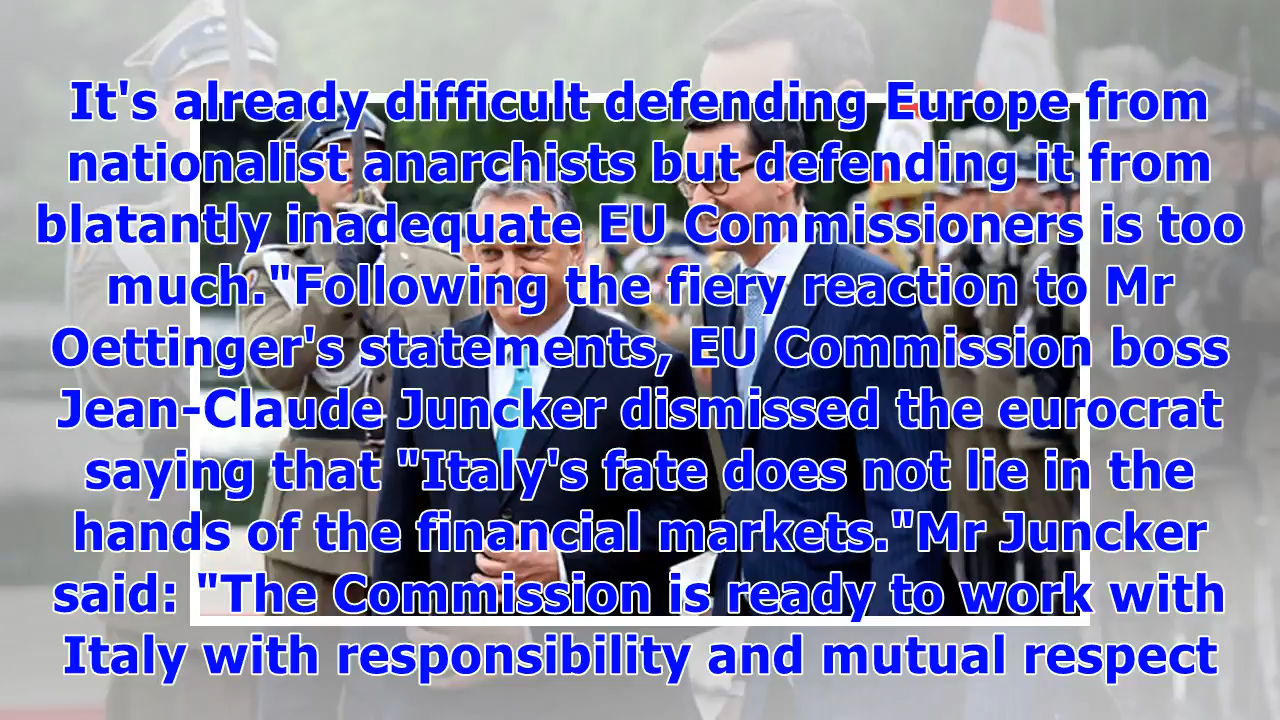 It's already difficult defending Europe from
nationalist anarchists but defending it from
blatantly inadequate EU Commissioners is too
much."Following the fiery reaction to Mr
Oettinger's statements, EU Commission boss
Jean-Claude Juncker dismissed the eurocrat
saying that "Italy's fate does not lie in the
hands of the financial markets."Mr Juncker
said: "The Commission is ready to work with
Italy with responsibility and mutual respect